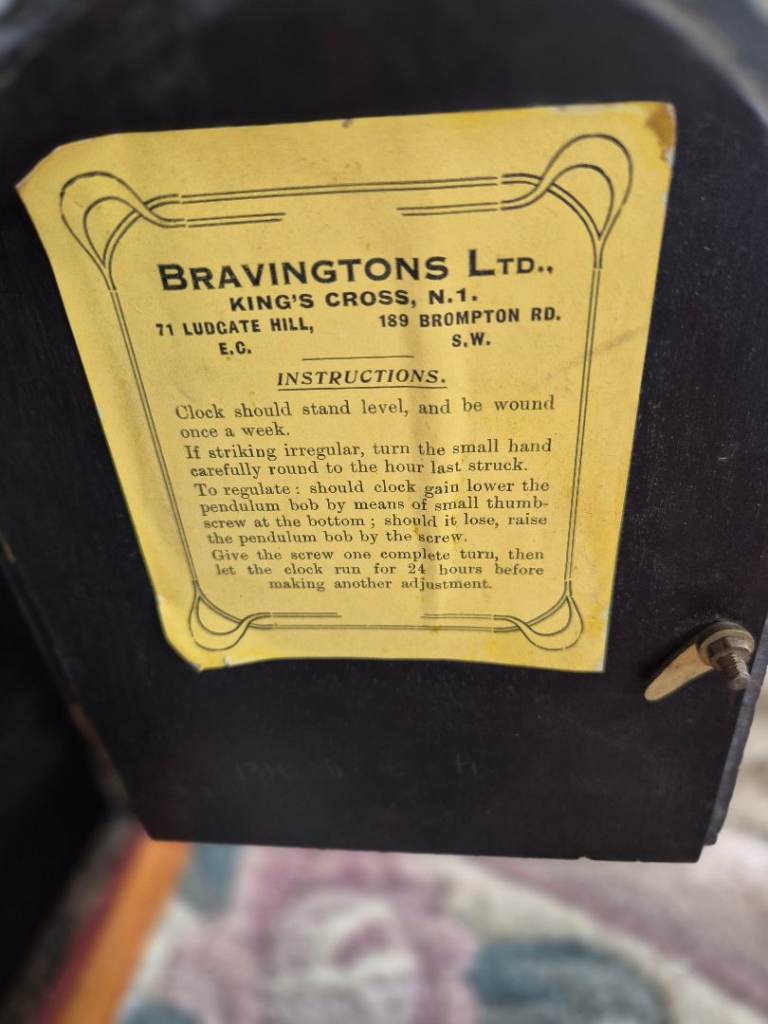 BRAVINGTONS LTD.,
KING'S CROSS, N.1.
71 LUDGATE HILL, 189 BROMPTON RD.
E.C. S.W.
INSTRUCTIONS.
Clock should stand level, and be wound
once a week.
If striking irregular, turn the small hand
carefully round to the hour last struck.
To regulate : should clock gain lower the
pendulum bob by means of small thumb-
screw at the bottom ; should it lose, raise
the pendulum bob by the screw.
Give the screw one complete turn, then
let the clock run for 24 hours before
making another adjustment.